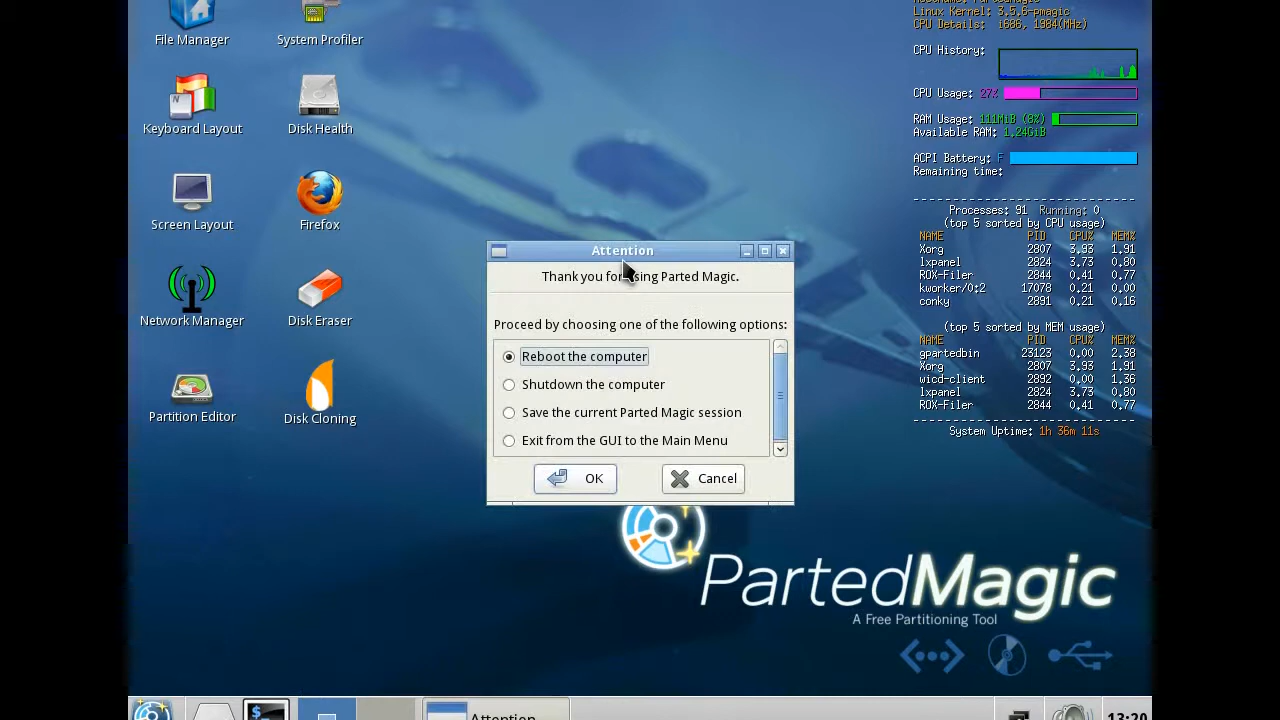 File Manager
System Profiler
Keyboard Layout
Disk Health
Screen Layout
Firefox
Network Manager
Disk Eraser
Partition Editor
Disk Cloning
Linux Kernel: 3.5.6-pmagic
CPU Details: i686, 1984(MHz)
CPU History:
CPU Usage: 27%
RAM Usage: 111MiB (8%)
Available RAM: 1.24GiB
ACPI Battery: F
Remaining time:
Processes: 91 Running: 0
(top 5 sorted by CPU usage)
NAME PID CPU% MEM%
Xorg 2807 3.93 1.91
lxpanel 2824 3.73 0.80
ROX-Filer 2844 0.41 0.77
kworker/0:2 17078 0.21 0.00
conky 2891 0.21 0.16
(top 5 sorted by MEM usage)
NAME PID CPU% MEM%
gpartedbin 23123 0.00 2.38
Xorg 2807 3.93 1.91
wicd-client 2892 0.00 1.36
lxpanel 2824 3.73 0.80
ROX-Filer 2844 0.41 0.77
System Uptime: 1h 36m 11s
Attention
Thank you for using Parted Magic.
Proceed by choosing one of the following options:
Reboot the computer
Shutdown the computer
Save the current Parted Magic session
Exit from the GUI to the Main Menu
OK
Cancel
PartedMagic
A Free Partitioning Tool
Attention
13:20